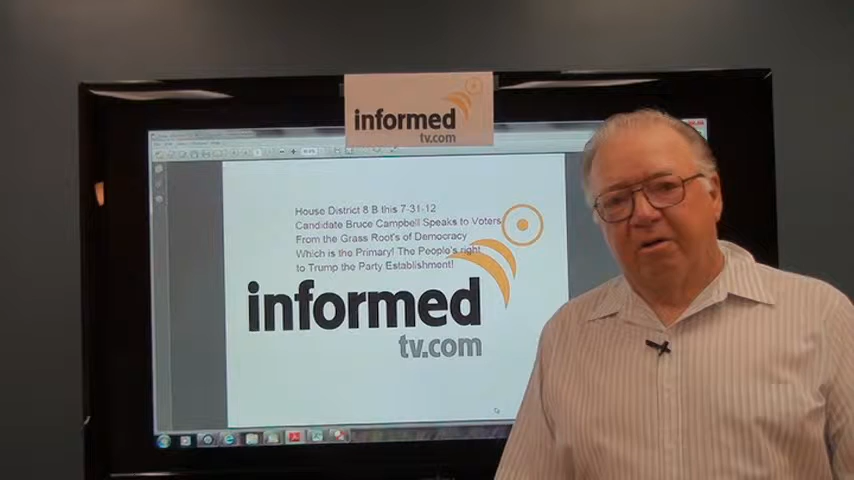 informed
tv.com
House District 8 B this 7-31-12
Candidate Bruce Campbell Speaks to Voters
From the Grass Root's of Democracy
Which is the Primary! The People's right
to Trump the Party Establishment!
informed
tv.com